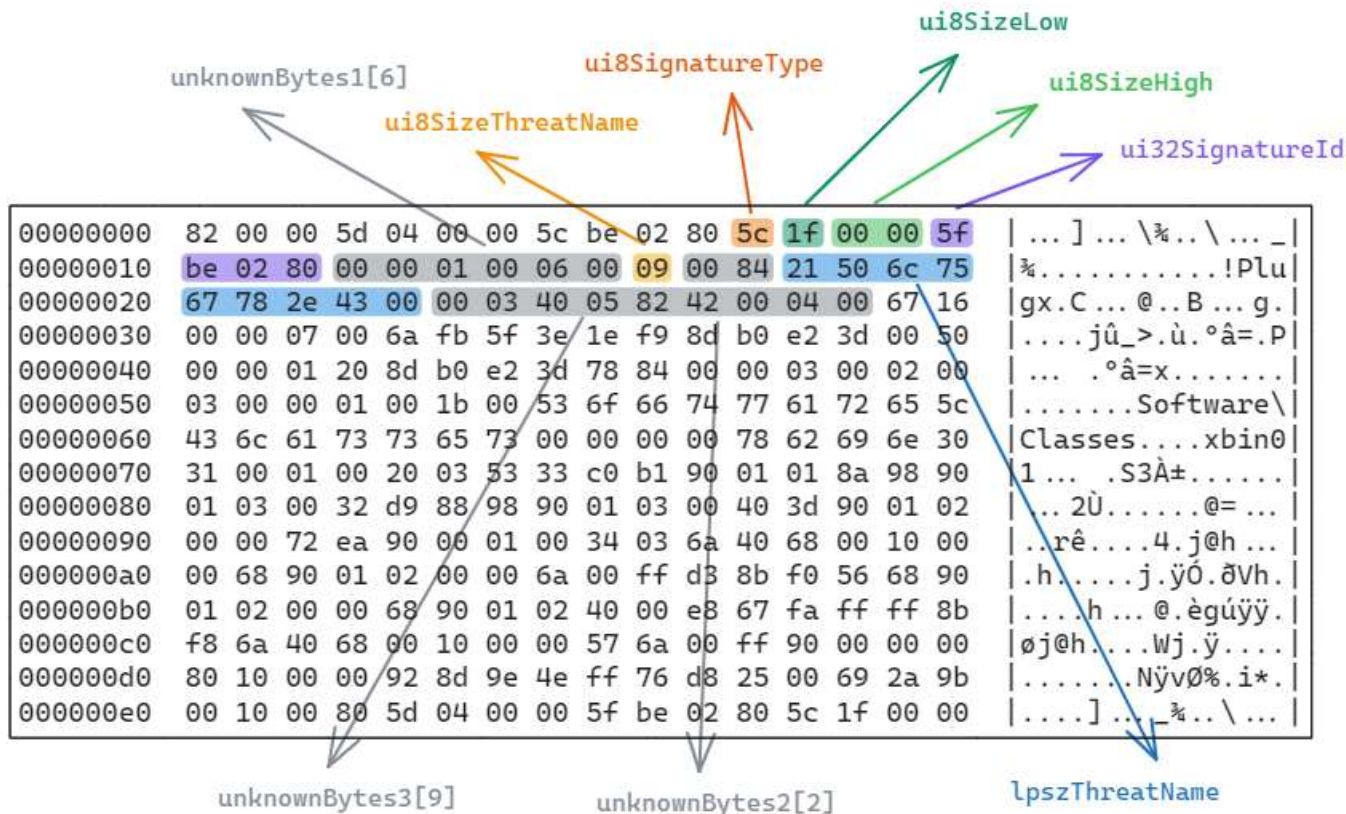 ui8SizeLow
ui8SignatureType
unknownBytes1[6]
ui8SizeHigh
ui8SizeThreatName
ui32SignatureId
00000000 82 00 00 5d 04 00 00 5c be 02 80 5c 1f 00 00 5f |...]...\¾..\..._|
00000010 be 02 80 00 00 01 00 06 00 09 00 84 21 50 6c 75 |¾...........!Plu|
00000020 67 78 2e 43 00 00 03 40 05 82 42 00 04 00 67 16 |gx.C...@..B...g.|
00000030 00 00 07 00 6a fb 5f 3e 1e f9 8d b0 e2 3d 00 50 |....jû_>.ù.°â=.P|
00000040 00 00 01 20 8d b0 e2 3d 78 84 00 00 03 00 02 00 |... .°â=x.......|
00000050 03 00 00 01 00 1b 00 53 6f 66 74 77 61 72 65 5c |.......Software\|
00000060 43 6c 61 73 73 65 73 00 00 00 00 78 62 69 6e 30 |Classes....xbin0|
00000070 31 00 01 00 20 03 53 33 c0 b1 90 01 01 8a 98 90 |1... .S3À±......|
00000080 01 03 00 32 d9 88 98 90 01 03 00 40 3d 90 01 02 |...2Ù......@=...|
00000090 00 00 72 ea 90 00 01 00 34 03 6a 40 68 00 10 00 |..rê....4.j@h...|
000000a0 00 68 90 01 02 00 00 6a 00 ff d3 8b f0 56 68 90 |.h.....j.ÿÓ.ðVh.|
000000b0 01 02 00 00 68 90 01 02 40 00 e8 67 fa ff ff 8b |....h...@.ègúÿÿ.|
000000c0 f8 6a 40 68 00 10 00 00 57 6a 00 ff 90 00 00 00 |øj@h....Wj.ÿ....|
000000d0 80 10 00 00 92 8d 9e 4e ff 76 d8 25 00 69 2a 9b |.......NÿvØ%.i*.|
000000e0 00 10 00 80 5d 04 00 00 5f be 02 80 5c 1f 00 00 |....]..._¾..\...|
unknownBytes3[9]
unknownBytes2[2]
lpszThreatName